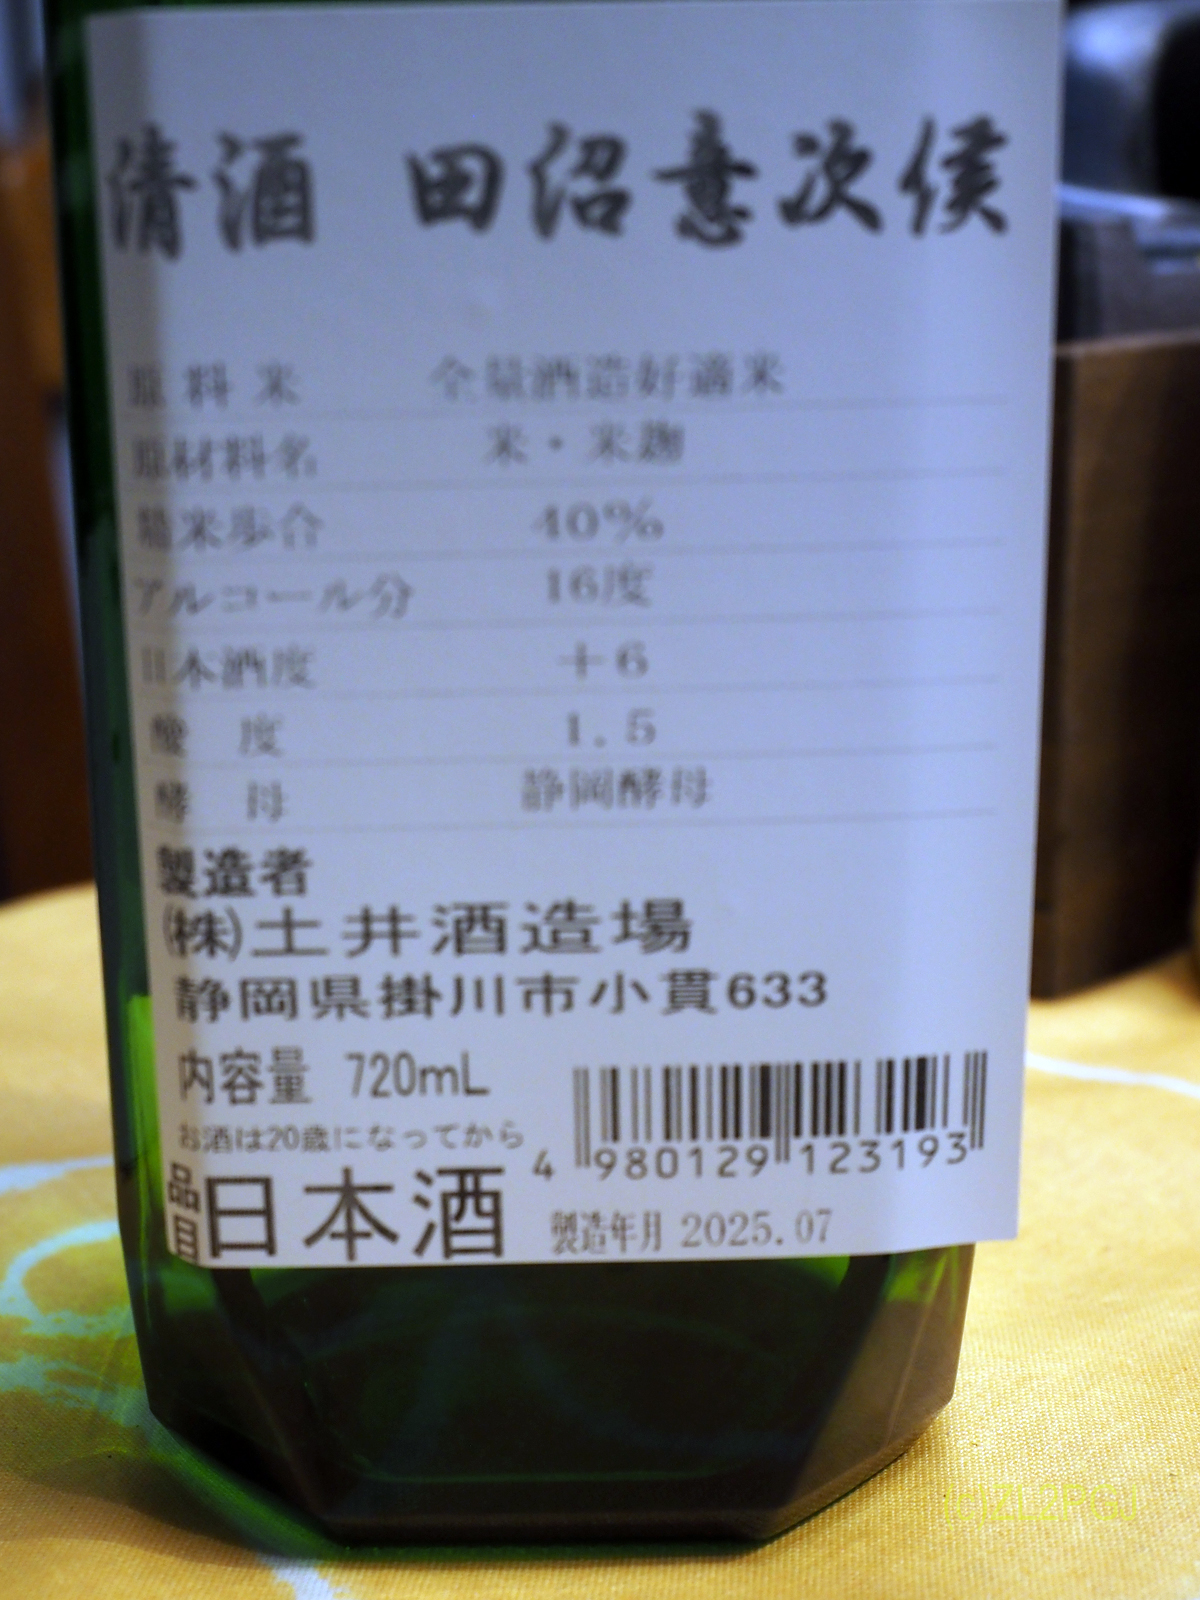 清酒 田沼意次侯
原料米 全量酒造好適米
原材料名 米・米麹
精米歩合 40%
アルコール分 16度
日本酒度 +6
酸度 1.5
酵母 静岡酵母
製造者
(株)土井酒造場
静岡県掛川市小貫633
内容量 720mL
お酒は20歳になってから
4 980129 123193
品目 日本酒 製造年月 2025.07
(c)ZL2PGJ